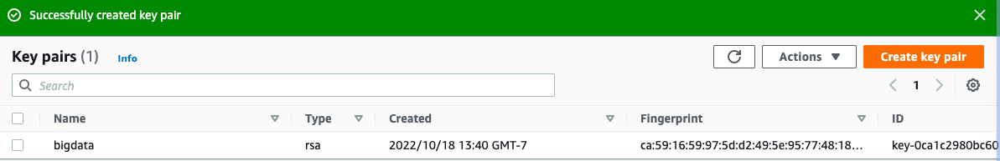 Successfully created key pair
Key pairs (1) Info Actions Create key pair
Search 1
Name Type Created Fingerprint ID
bigdata rsa 2022/10/18 13:40 GMT-7 ca:59:16:59:97:5d:d2:49:5e:95:77:48:18... key-0ca1c2980bc60